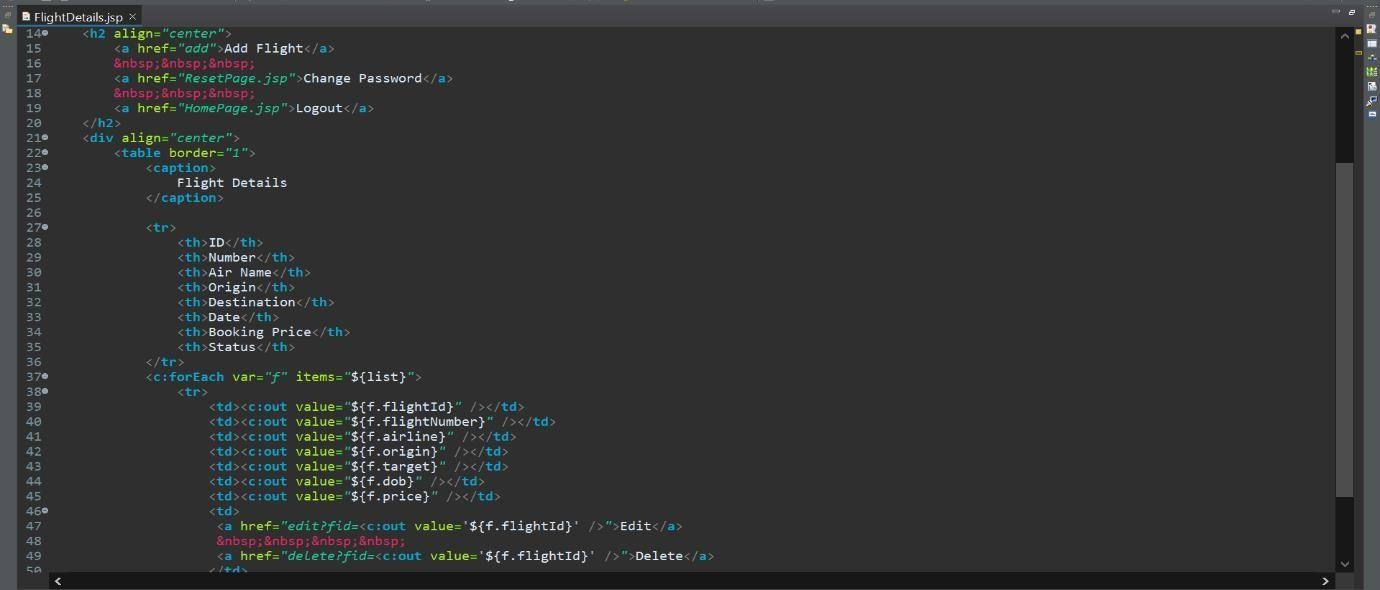 FlightDetails.jsp
14 <h2 align="center">
15 <a href="add">Add Flight</a>
16 &nbsp;&nbsp;&nbsp;
17 <a href="ResetPage.jsp">Change Password</a>
18 &nbsp;&nbsp;&nbsp;
19 <a href="HomePage.jsp">Logout</a>
20 </h2>
21 <div align="center">
22 <table border="1">
23 <caption>
24 Flight Details
25 </caption>
26
27 <tr>
28 <th>ID</th>
29 <th>Number</th>
30 <th>Air Name</th>
31 <th>Origin</th>
32 <th>Destination</th>
33 <th>Date</th>
34 <th>Booking Price</th>
35 <th>Status</th>
36 </tr>
37 <c:forEach var="f" items="${list}">
38 <tr>
39 <td><c:out value="${f.flightId}" /></td>
40 <td><c:out value="${f.flightNumber}" /></td>
41 <td><c:out value="${f.airline}" /></td>
42 <td><c:out value="${f.origin}" /></td>
43 <td><c:out value="${f.target}" /></td>
44 <td><c:out value="${f.dob}" /></td>
45 <td><c:out value="${f.price}" /></td>
46 <td>
47 <a href="edit?fid=<c:out value='${f.flightId}' />">Edit</a>
48 &nbsp;&nbsp;&nbsp;&nbsp;
49 <a href="delete?fid=<c:out value='${f.flightId}' />">Delete</a>
50 </td>